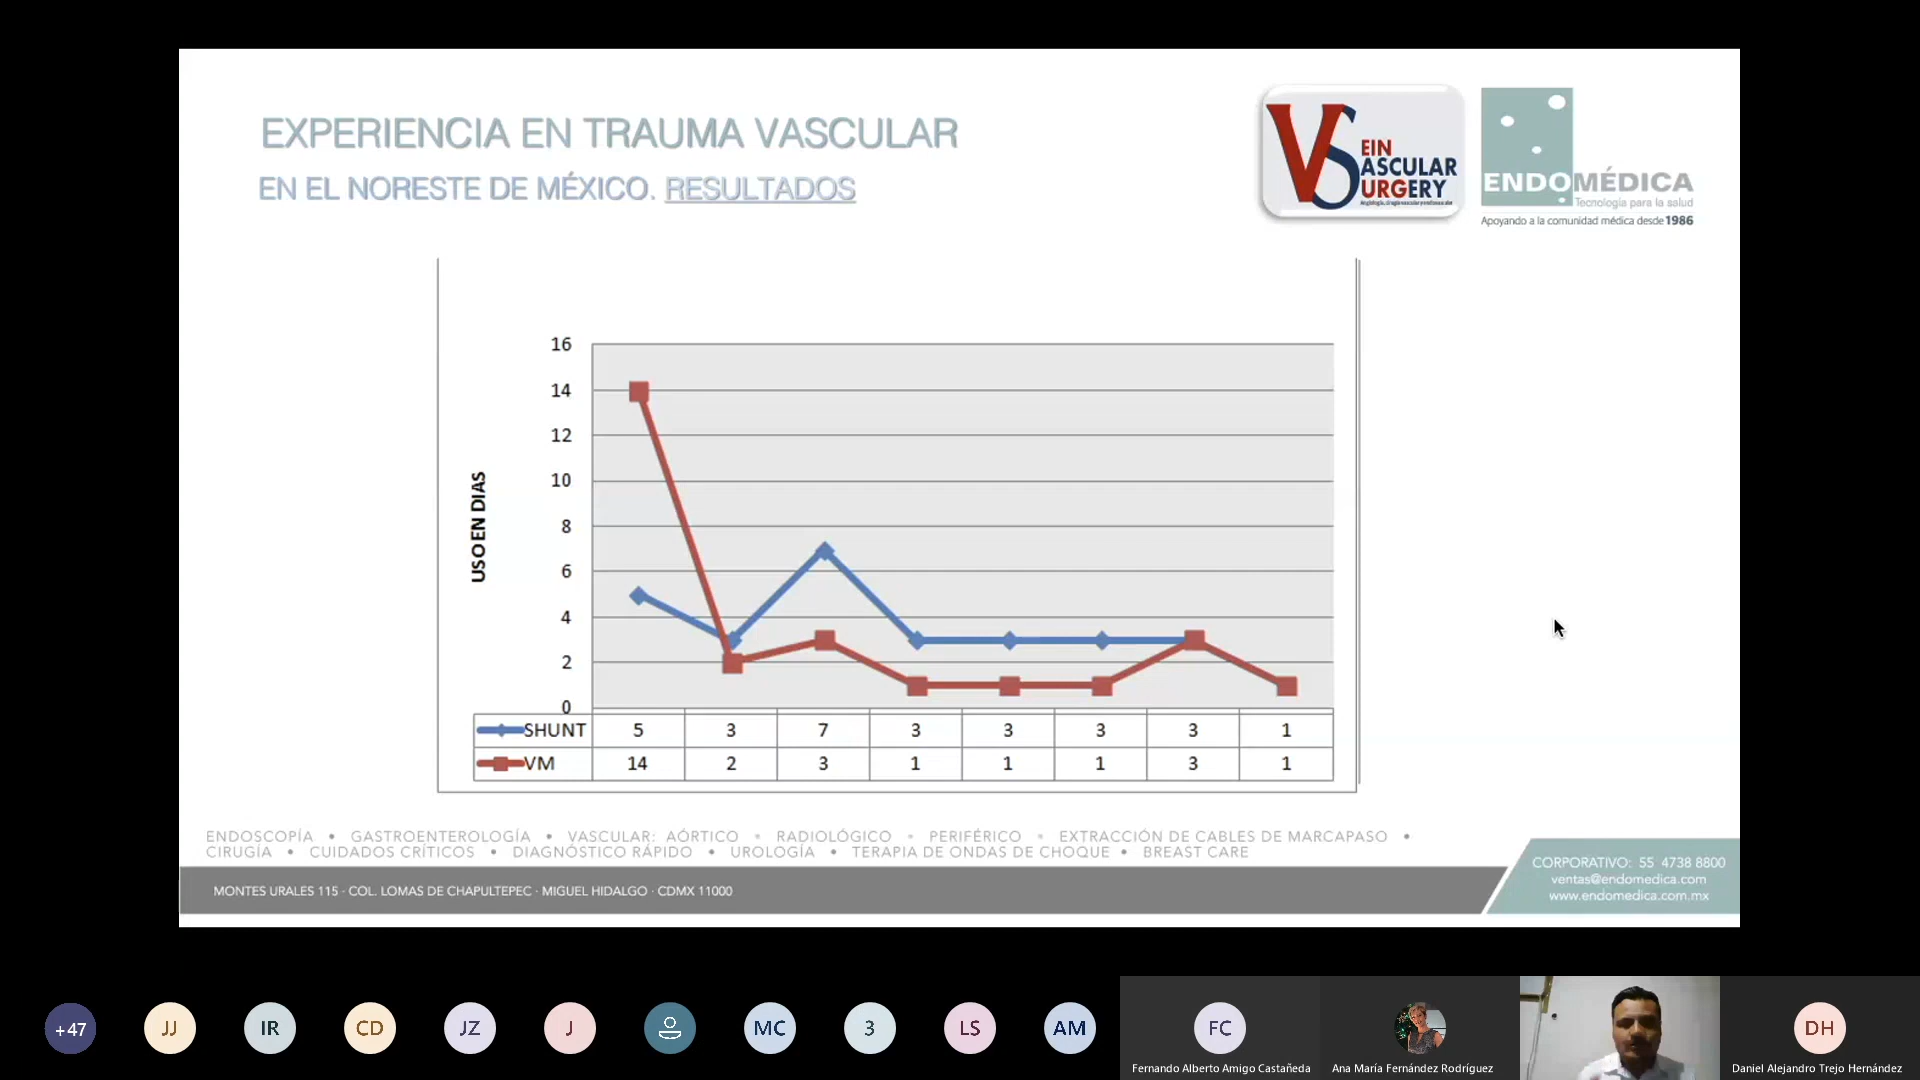 EXPERIENCIA EN TRAUMA VASCULAR
EN EL NORESTE DE MÉXICO. RESULTADOS
VS
EIN
ASCULAR
URGERY
ENDOMÉDICA
Tecnología para la salud
Apoyando a la comunidad médica desde 1986
16
14
12
10
8
6
4
2
0
USO EN DIAS
SHUNT 5 3 7 3 3 3 3 1
VM 14 2 3 1 1 1 3 1
ENDOSCOPÍA • GASTROENTEROLOGÍA • VASCULAR: AÓRTICO • RADIOLÓGICO • PERIFÉRICO • EXTRACCIÓN DE CABLES DE MARCAPASO •
CIRUGÍA • CUIDADOS CRÍTICOS • DIAGNÓSTICO RÁPIDO • UROLOGÍA • TERAPIA DE ONDAS DE CHOQUE • BREAST CARE
MONTES URALES 115 - COL. LOMAS DE CHAPULTEPEC · MIGUEL HIDALGO · CDMX 11000
CORPORATIVO: 55 4738 8800
ventas@endomedica.com
www.endomedica.com.mx
+47 JJ IR CD JZ J MC 3 LS AM FC DH
Fernando Alberto Amigo Castañeda Ana María Fernández Rodríguez Daniel Alejandro Trejo Hernández